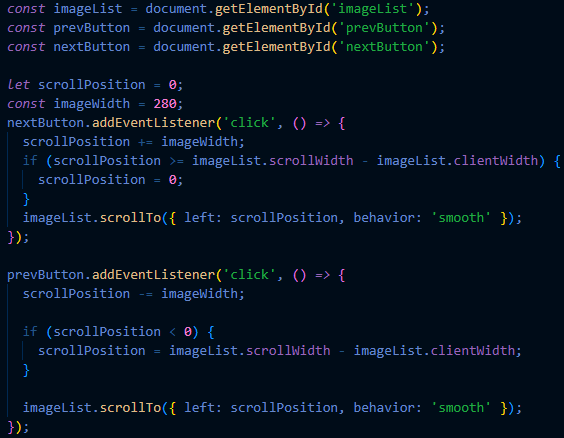 const imageList = document.getElementById('imageList');
const prevButton = document.getElementById('prevButton');
const nextButton = document.getElementById('nextButton');
let scrollPosition = 0;
const imageWidth = 280;
nextButton.addEventListener('click', () => {
scrollPosition += imageWidth;
if (scrollPosition >= imageList.scrollWidth - imageList.clientWidth) {
scrollPosition = 0;
}
imageList.scrollTo({ left: scrollPosition, behavior: 'smooth' });
});
prevButton.addEventListener('click', () => {
scrollPosition -= imageWidth;
if (scrollPosition < 0) {
scrollPosition = imageList.scrollWidth - imageList.clientWidth;
}
imageList.scrollTo({ left: scrollPosition, behavior: 'smooth' });
});